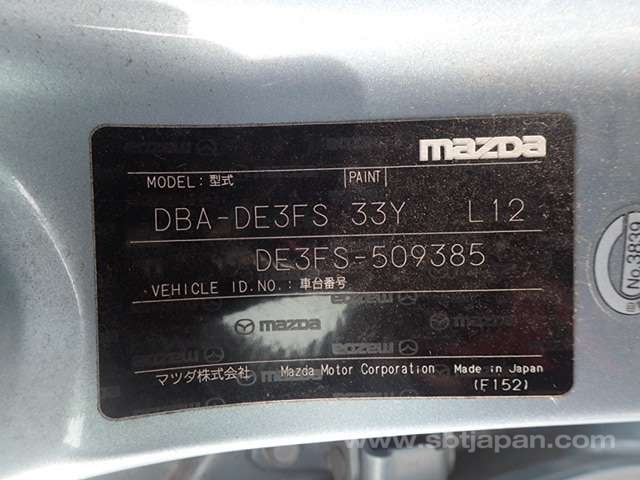 mazda
MODEL: 型式 PAINT
DBA-DE3FS 33Y L12
DE3FS-509385
VEHICLE ID.NO.: 車台番号
mazda
マツダ株式会社 Mazda Motor Corporation Made in Japan
(F152)
No.3839
www.sbtjapan.com